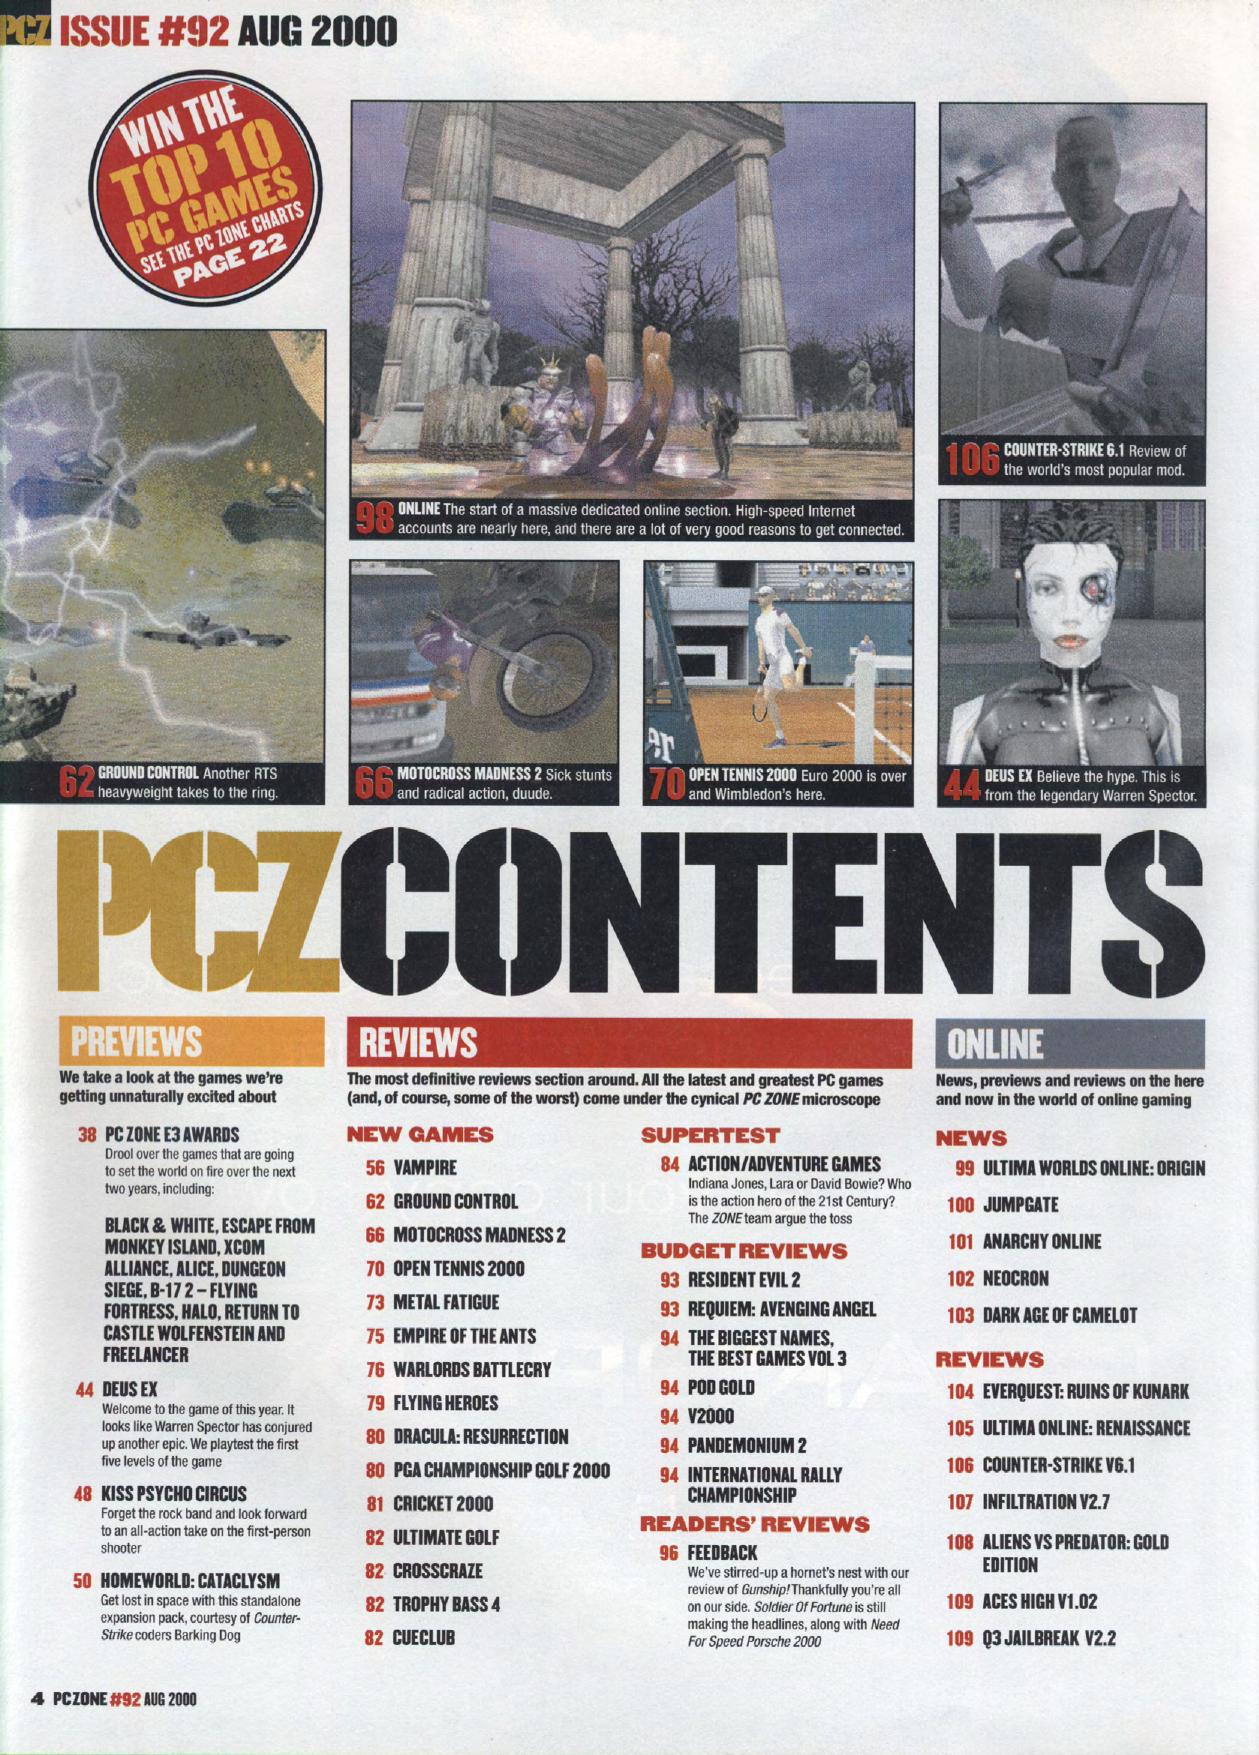 PCZ ISSUE #92 AUG 2000
WIN THE
TOP 10
PC GAMES
SEE THE PC ZONE CHARTS
PAGE 22
98 ONLINE The start of a massive dedicated online section. High-speed Internet
accounts are nearly here, and there are a lot of very good reasons to get connected.
106 COUNTER-STRIKE 6.1 Review of
the world's most popular mod.
62 GROUND CONTROL Another RTS
heavyweight takes to the ring.
66 MOTOCROSS MADNESS 2 Sick stunts
and radical action, duude.
70 OPEN TENNIS 2000 Euro 2000 is over
and Wimbledon's here.
44 DEUS EX Believe the hype. This is
from the legendary Warren Spector.
PCZCONTENTS
PREVIEWS
We take a look at the games we're
getting unnaturally excited about
38 PC ZONE E3 AWARDS
Drool over the games that are going
to set the world on fire over the next
two years, including:
BLACK & WHITE, ESCAPE FROM
MONKEY ISLAND, XCOM
ALLIANCE, ALICE, DUNGEON
SIEGE, B-17 2 – FLYING
FORTRESS, HALO, RETURN TO
CASTLE WOLFENSTEIN AND
FREELANCER
44 DEUS EX
Welcome to the game of this year. It
looks like Warren Spector has conjured
up another epic. We playtest the first
five levels of the game
48 KISS PSYCHO CIRCUS
Forget the rock band and look forward
to an all-action take on the first-person
shooter
50 HOMEWORLD: CATACLYSM
Get lost in space with this standalone
expansion pack, courtesy of Counter-
Strike coders Barking Dog
REVIEWS
The most definitive reviews section around. All the latest and greatest PC games
(and, of course, some of the worst) come under the cynical PC ZONE microscope
NEW GAMES
56 VAMPIRE
62 GROUND CONTROL
66 MOTOCROSS MADNESS 2
70 OPEN TENNIS 2000
73 METAL FATIGUE
75 EMPIRE OF THE ANTS
76 WARLORDS BATTLECRY
79 FLYING HEROES
80 DRACULA: RESURRECTION
80 PGA CHAMPIONSHIP GOLF 2000
81 CRICKET 2000
82 ULTIMATE GOLF
82 CROSSCRAZE
82 TROPHY BASS 4
82 CUECLUB
SUPERTEST
84 ACTION/ADVENTURE GAMES
Indiana Jones, Lara or David Bowie? Who
is the action hero of the 21st Century?
The ZONE team argue the toss
BUDGET REVIEWS
93 RESIDENT EVIL 2
93 REQUIEM: AVENGING ANGEL
94 THE BIGGEST NAMES,
THE BEST GAMES VOL 3
94 POD GOLD
94 V2000
94 PANDEMONIUM 2
94 INTERNATIONAL RALLY
CHAMPIONSHIP
READERS' REVIEWS
96 FEEDBACK
We've stirred-up a hornet's nest with our
review of Gunship! Thankfully you're all
on our side. Soldier Of Fortune is still
making the headlines, along with Need
For Speed Porsche 2000
ONLINE
News, previews and reviews on the here
and now in the world of online gaming
NEWS
99 ULTIMA WORLDS ONLINE: ORIGIN
100 JUMPGATE
101 ANARCHY ONLINE
102 NEOCRON
103 DARK AGE OF CAMELOT
REVIEWS
104 EVERQUEST: RUINS OF KUNARK
105 ULTIMA ONLINE: RENAISSANCE
106 COUNTER-STRIKE V6.1
107 INFILTRATION V2.7
108 ALIENS VS PREDATOR: GOLD
EDITION
109 ACES HIGH V1.02
109 Q3 JAILBREAK V2.2
4 PCZONE #92 AUG 2000